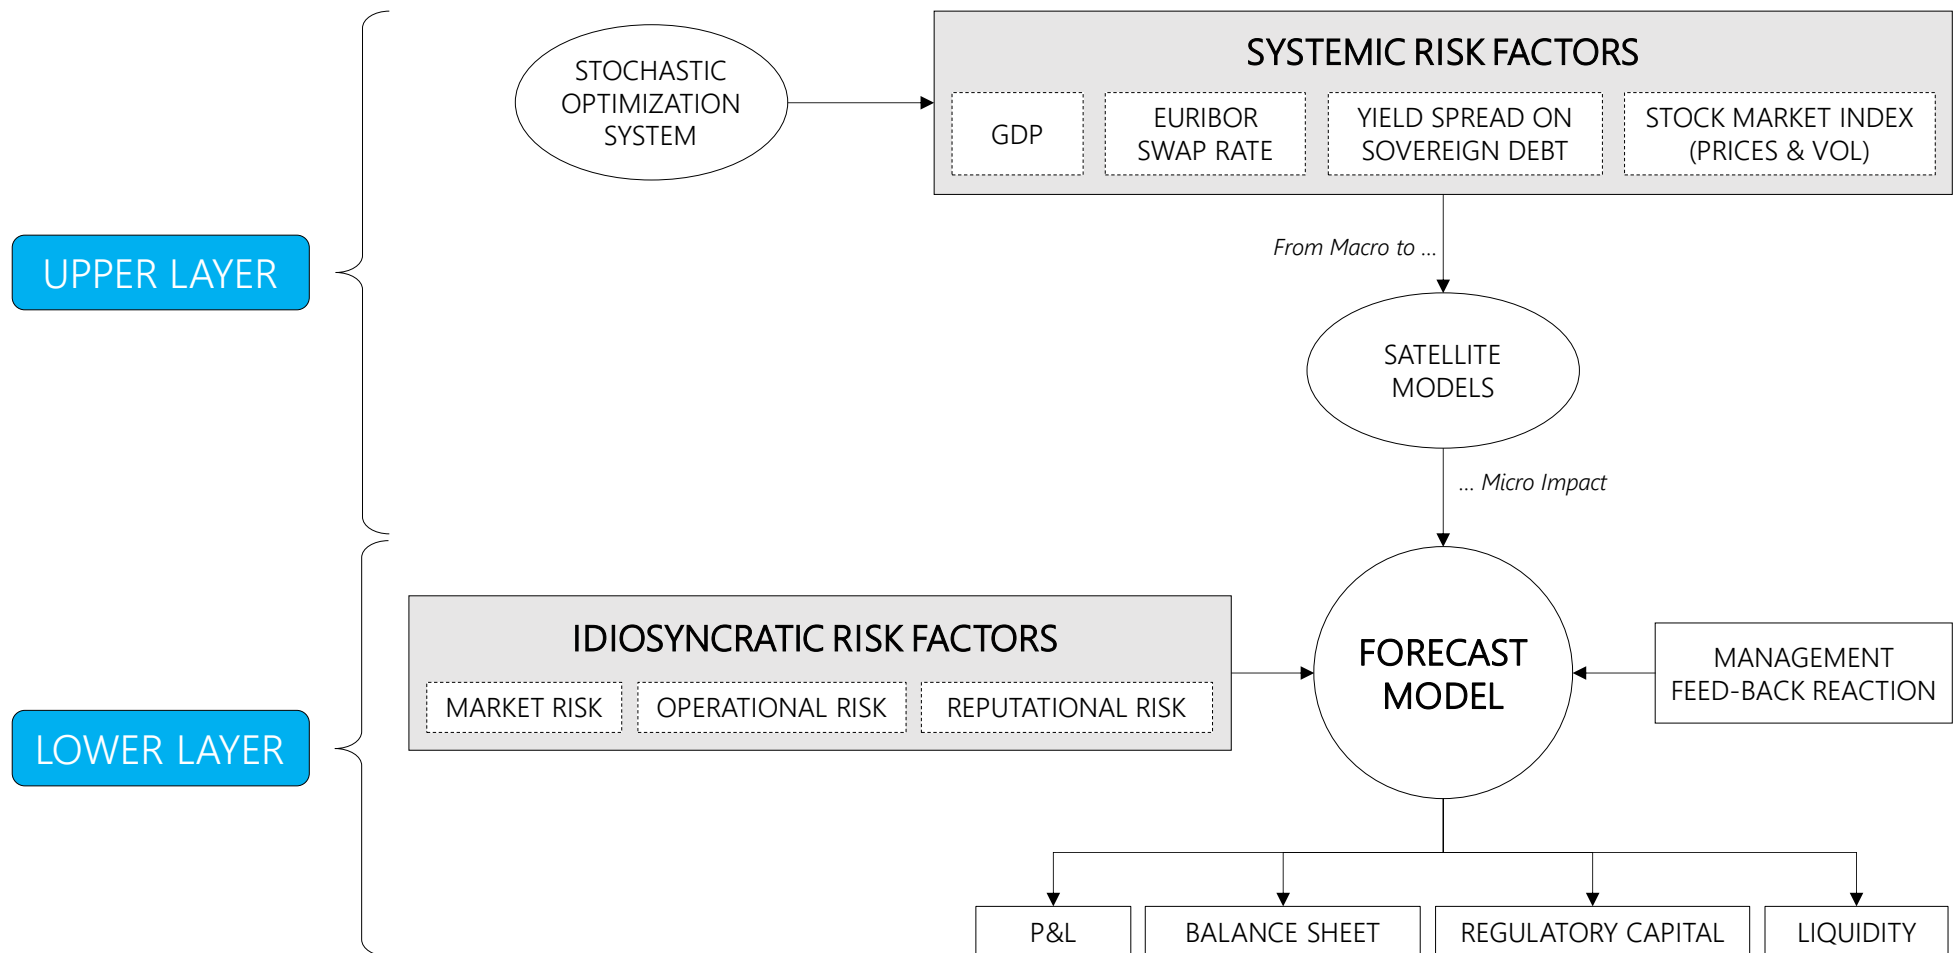 STOCHASTIC
OPTIMIZATION
SYSTEM
SYSTEMIC RISK FACTORS
GDP
EURIBOR
SWAP RATE
YIELD SPREAD ON
SOVEREIGN DEBT
STOCK MARKET INDEX
(PRICES & VOL)
From Macro to ...
UPPER LAYER
SATELLITE
MODELS
... Micro Impact
IDIOSYNCRATIC RISK FACTORS
MARKET RISK
OPERATIONAL RISK
REPUTATIONAL RISK
FORECAST
MODEL
MANAGEMENT
FEED-BACK REACTION
LOWER LAYER
P&L
BALANCE SHEET
REGULATORY CAPITAL
LIQUIDITY